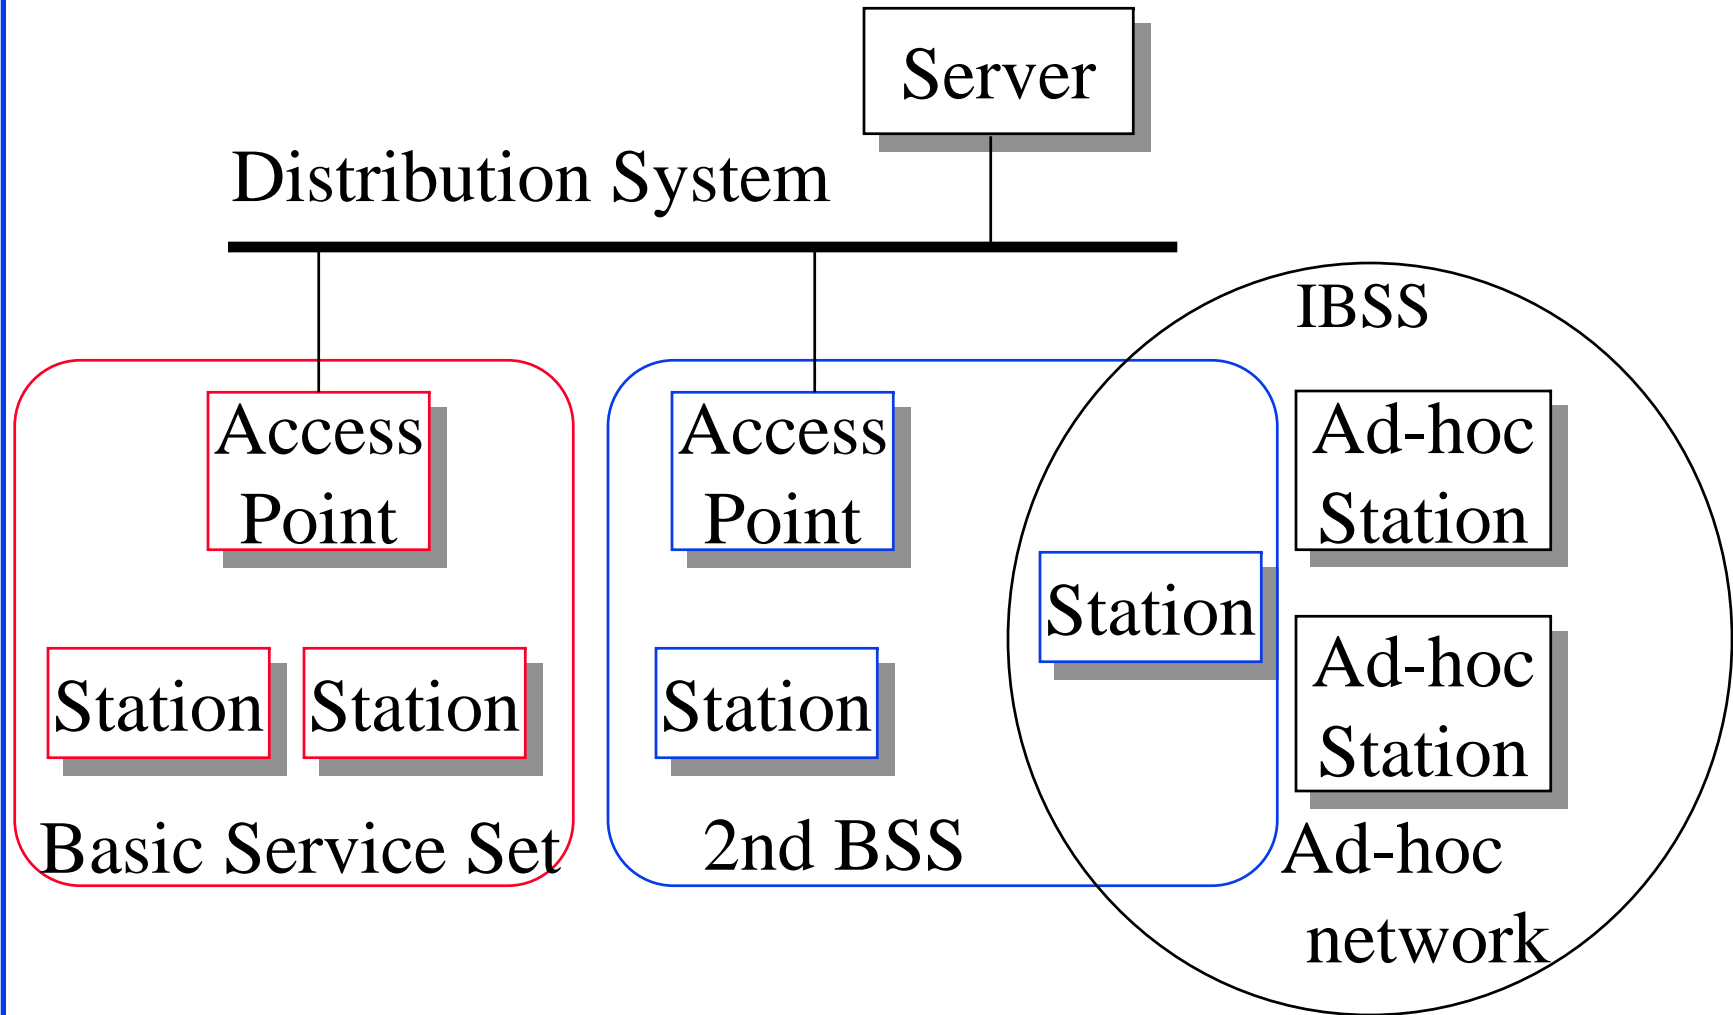 Server
Distribution System
IBSS
Access
Point
Access
Point
Ad-hoc
Station
Station
Ad-hoc
Station
Station
Station
Station
Basic Service Set
2nd BSS
Ad-hoc
network